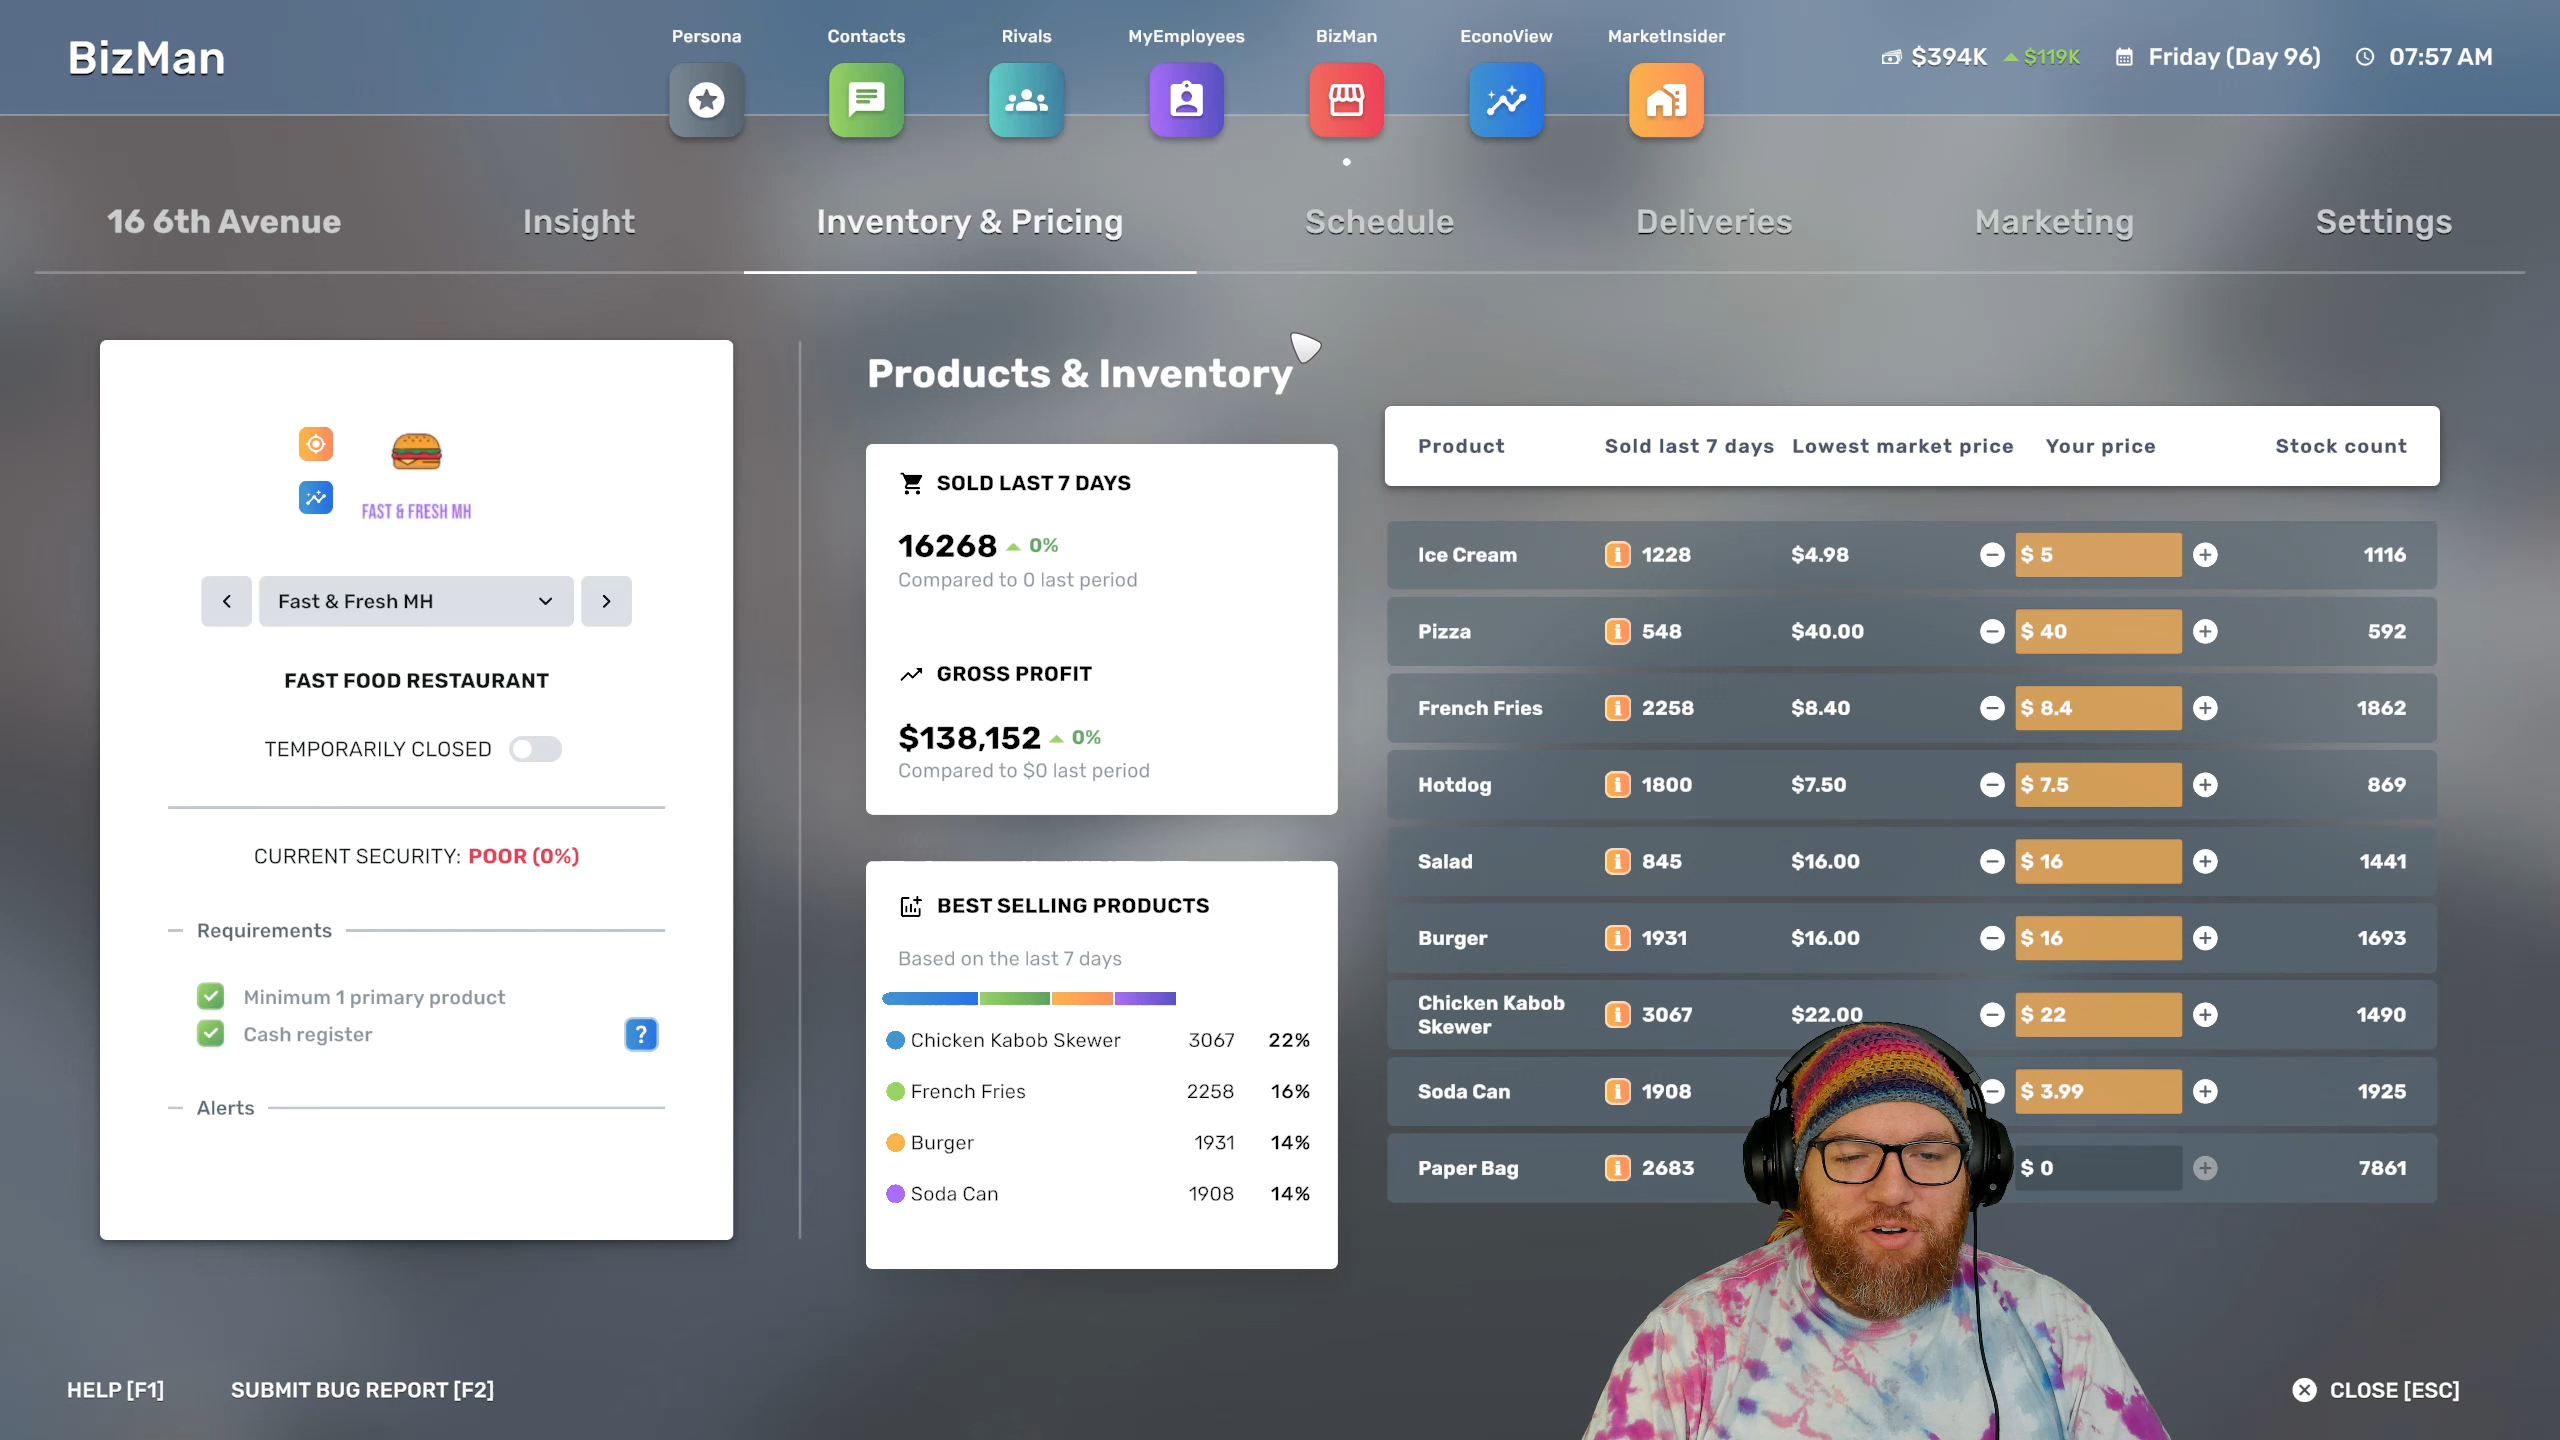 BizMan
Persona
Contacts
Rivals
MyEmployees
BizMan
EconoView
MarketInsider
$394K $119K Friday (Day 96) 07:57 AM
16 6th Avenue
Insight
Inventory & Pricing
Schedule
Deliveries
Marketing
Settings
FAST & FRESH MH
Fast & Fresh MH
FAST FOOD RESTAURANT
TEMPORARILY CLOSED
CURRENT SECURITY: POOR (0%)
Requirements
Minimum 1 primary product
Cash register
?
Alerts
Products & Inventory
SOLD LAST 7 DAYS
16268 0%
Compared to 0 last period
GROSS PROFIT
$138,152 0%
Compared to $0 last period
BEST SELLING PRODUCTS
Based on the last 7 days
Chicken Kabob Skewer 3067 22%
French Fries 2258 16%
Burger 1931 14%
Soda Can 1908 14%
Product Sold last 7 days Lowest market price Your price Stock count
Ice Cream i 1228 $4.98 $ 5 1116
Pizza i 548 $40.00 $ 40 592
French Fries i 2258 $8.40 $ 8.4 1862
Hotdog i 1800 $7.50 $ 7.5 869
Salad i 845 $16.00 $ 16 1441
Burger i 1931 $16.00 $ 16 1693
Chicken Kabob
Skewer i 3067 $22.00 $ 22 1490
Soda Can i 1908 $ 3.99 1925
Paper Bag i 2683 $ 0 7861
HELP [F1]
SUBMIT BUG REPORT [F2]
CLOSE [ESC]